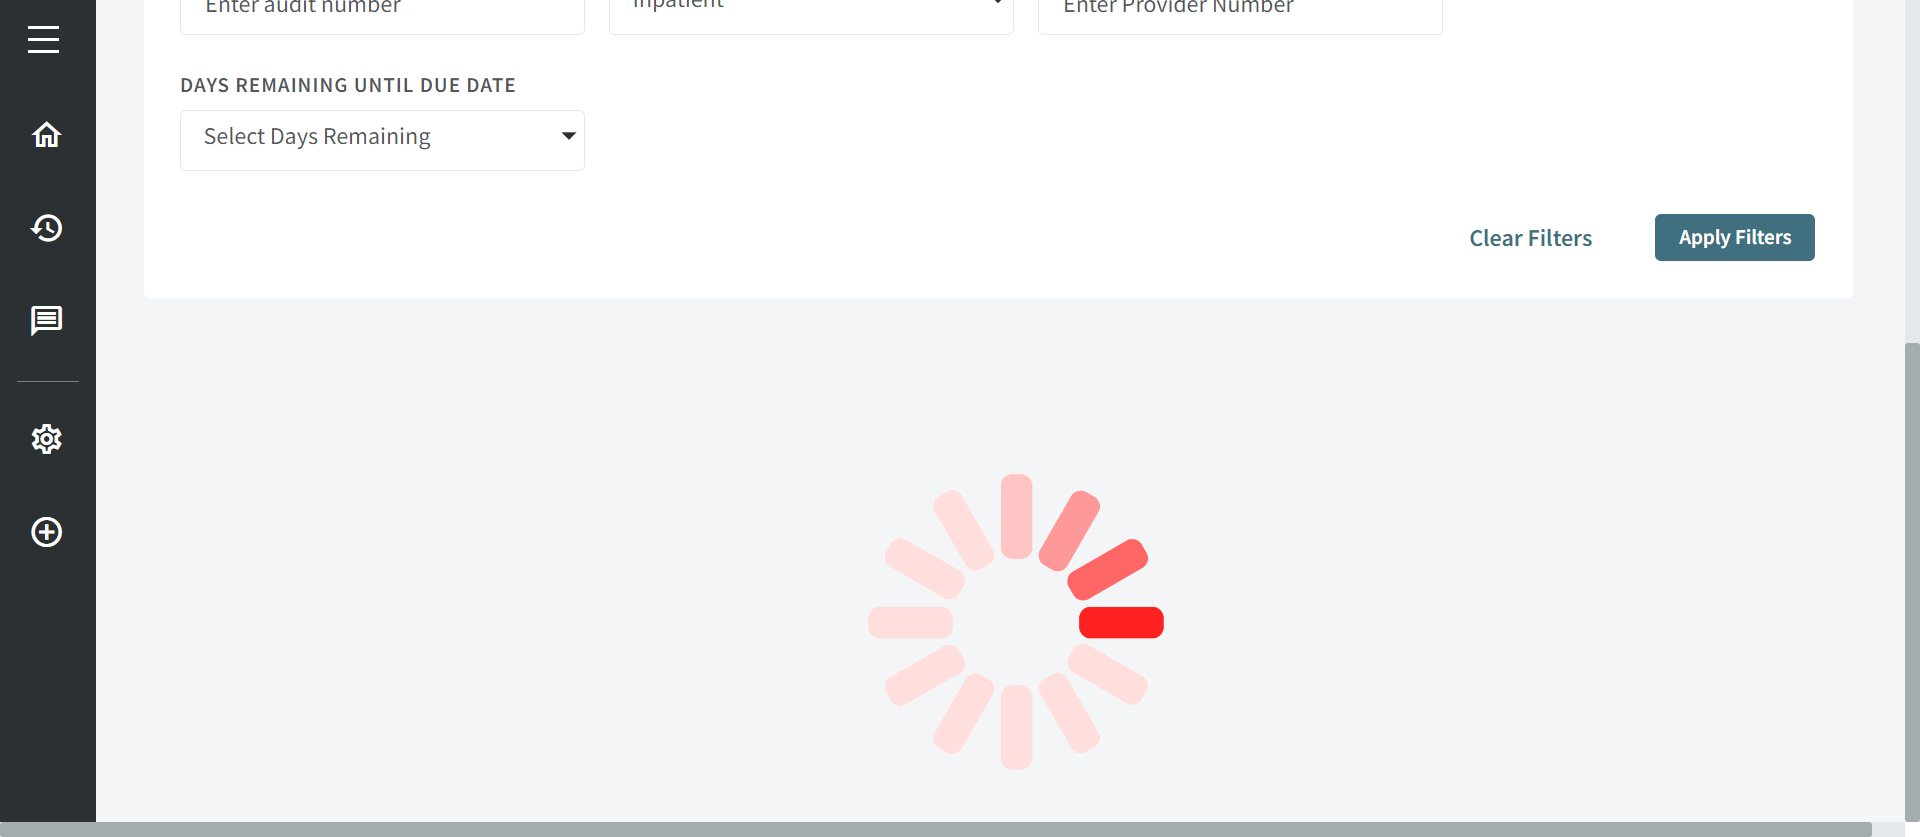 Enter audit number
Inpatient
Enter Provider Number
DAYS REMAINING UNTIL DUE DATE
Select Days Remaining
Clear Filters
Apply Filters